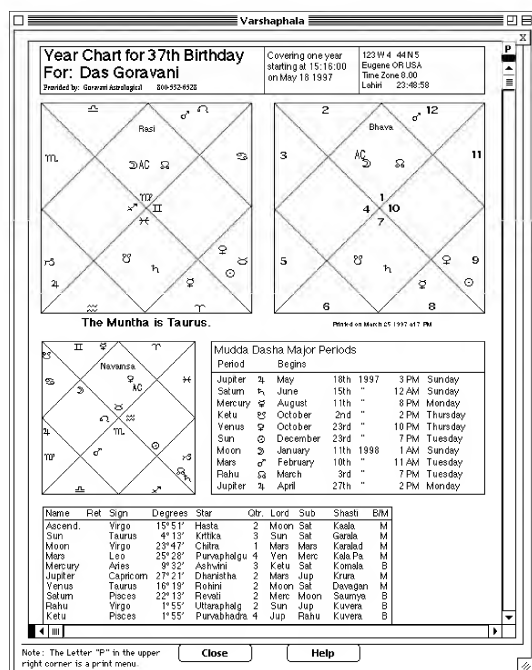 Varshaphala
Year Chart for 37th Birthday
For: Das Goravani
Provided by: Goravani Astrological 800-532-6528
Covering one year
starting at 15:16:00
on May 18 1997
123 W 4 44 N 5
Eugene OR USA
Time Zone 8.00
Lahiri 23:48:58
P
Rasi
AC
Bhava
2
12
3
11
AC
1
4 10
7
5
9
6
8
The Muntha is Taurus.
Printed on March 25 1997 at 7 PM
Navamsa
AC
Mudda Dasha Major Periods
Period Begins
Jupiter ♃ May 18th 1997 3 PM Sunday
Saturn ♄ June 15th " 12 AM Sunday
Mercury ☿ August 11th " 8 PM Monday
Ketu ☋ October 2nd " 2 PM Thursday
Venus ♀ October 23rd " 10 PM Thursday
Sun ☉ December 23rd " 7 PM Tuesday
Moon ☽ January 11th 1998 1 AM Sunday
Mars ♂ February 10th " 11 AM Tuesday
Rahu ☊ March 3rd " 7 PM Tuesday
Jupiter ♃ April 27th " 2 PM Monday
Name Ret Sign Degrees Star Qtr. Lord Sub Shasti B/M
Ascend. Virgo 15°51' Hasta 2 Moon Sat Kaala M
Sun Taurus 4°13' Krttika 3 Sun Sat Garala M
Moon Virgo 23°47' Chitra 1 Mars Mars Karalad M
Mars Leo 25°28' Purvaphalgu 4 Ven Merc Kala Pa M
Mercury Aries 9°32' Ashvini 3 Ketu Sat Komala B
Jupiter Capricorn 27°21' Dhanistha 2 Mars Jup Krura M
Venus Taurus 16°19' Rohini 2 Moon Sat Davagan M
Saturn Pisces 22°13' Revati 2 Merc Moon Saumya B
Rahu Virgo 1°55' Uttaraphalg 2 Sun Jup Kuvera B
Ketu Pisces 1°55' Purvabhadra 4 Jup Rahu Kuvera B
Note: The Letter "P" in the upper
right corner is a print menu.
Close
Help